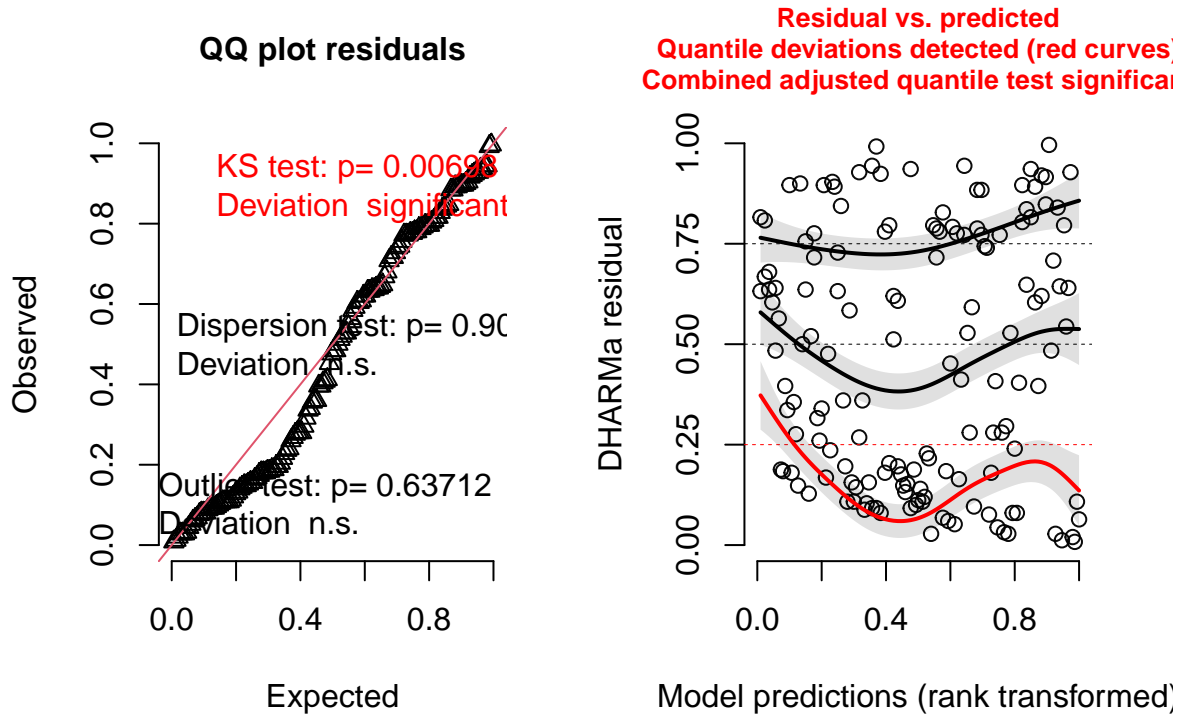 QQ plot residuals
KS test: p= 0.00698
Deviation significant
Dispersion test: p= 0.90
Deviation n.s.
Outlier test: p= 0.63712
Deviation n.s.
Observed
0.0 0.2 0.4 0.6 0.8 1.0
0.0 0.4 0.8
Expected
Residual vs. predicted
Quantile deviations detected (red curves)
Combined adjusted quantile test significan
DHARMa residual
0.00 0.25 0.50 0.75 1.00
0.0 0.4 0.8
Model predictions (rank transformed)